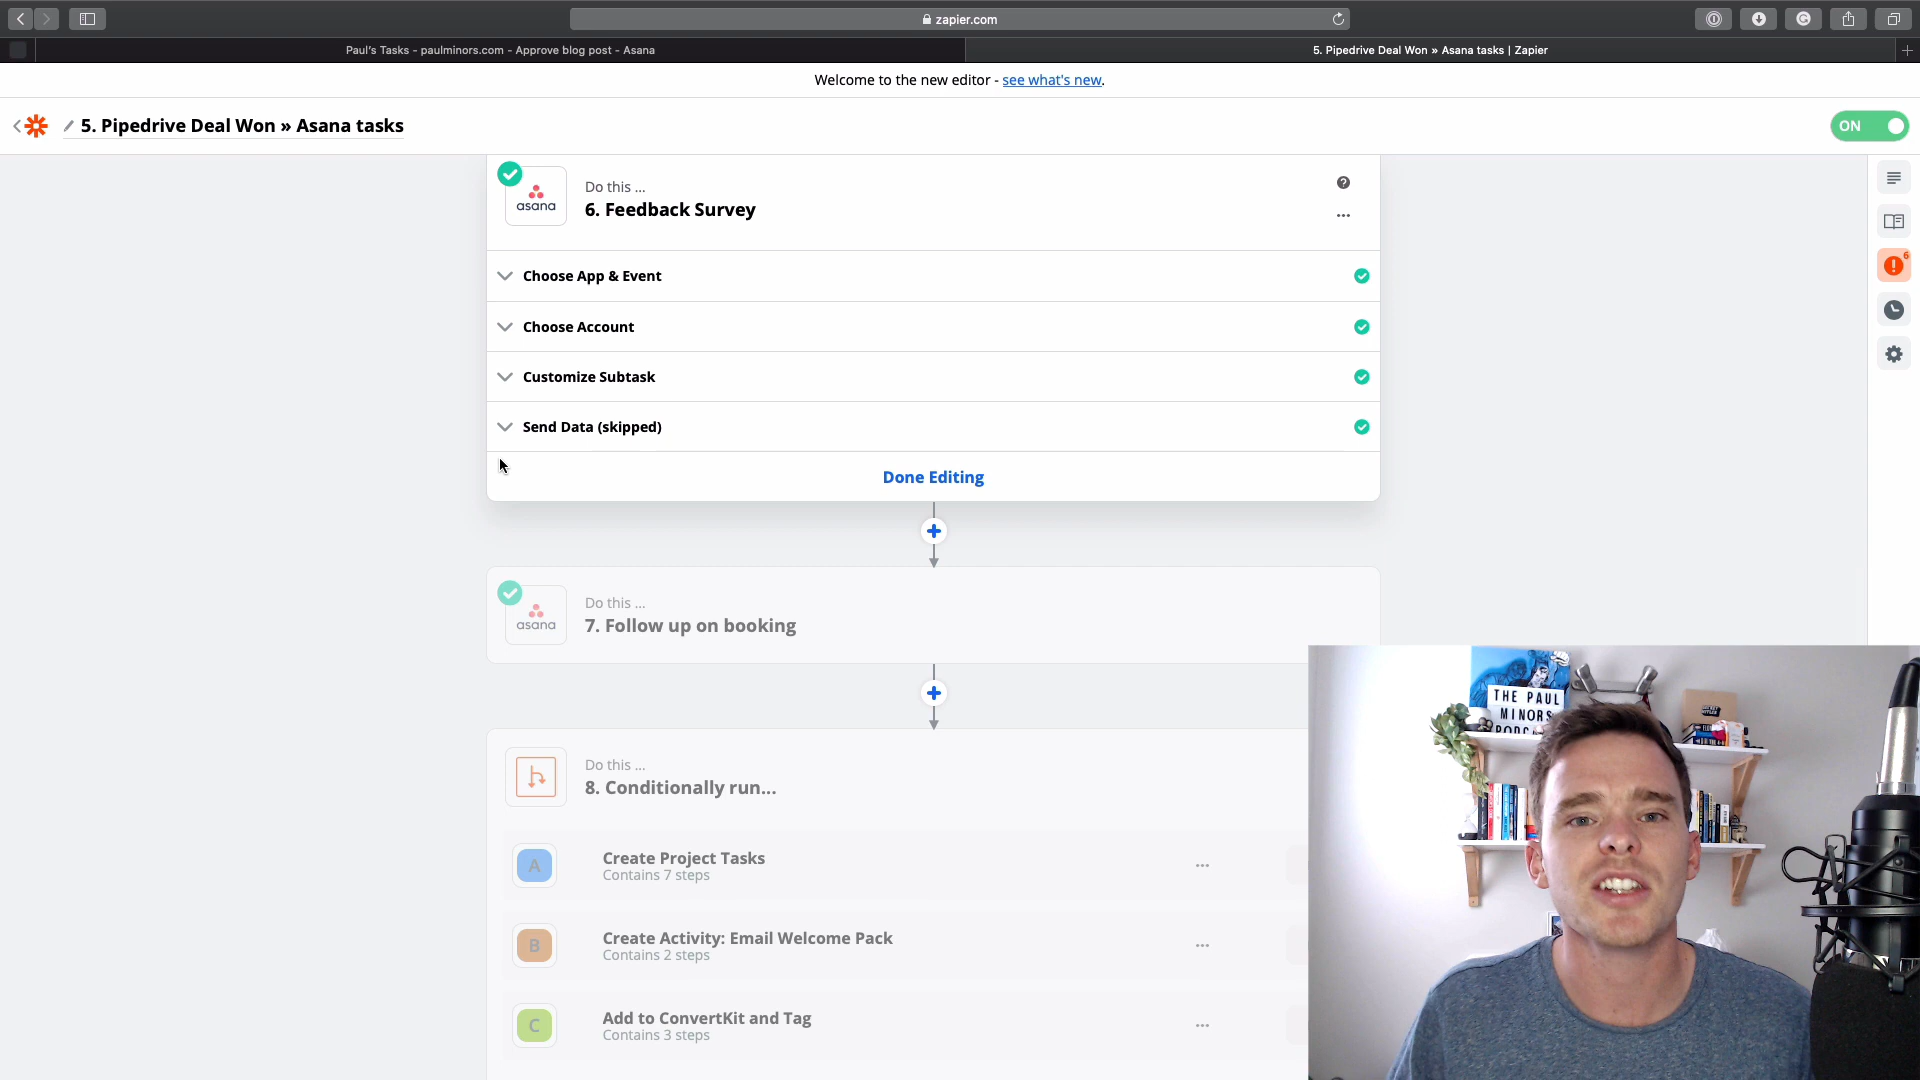 zapier.com
Paul's Tasks - paulminors.com - Approve blog post - Asana
5. Pipedrive Deal Won » Asana tasks | Zapier
Welcome to the new editor - see what's new.
5. Pipedrive Deal Won » Asana tasks
ON
asana
Do this ...
6. Feedback Survey
Choose App & Event
Choose Account
Customize Subtask
Send Data (skipped)
Done Editing
6
asana
Do this ...
7. Follow up on booking
Do this ...
8. Conditionally run...
A
Create Project Tasks
Contains 7 steps
B
Create Activity: Email Welcome Pack
Contains 2 steps
C
Add to ConvertKit and Tag
Contains 3 steps
THE PAUL
MINORS